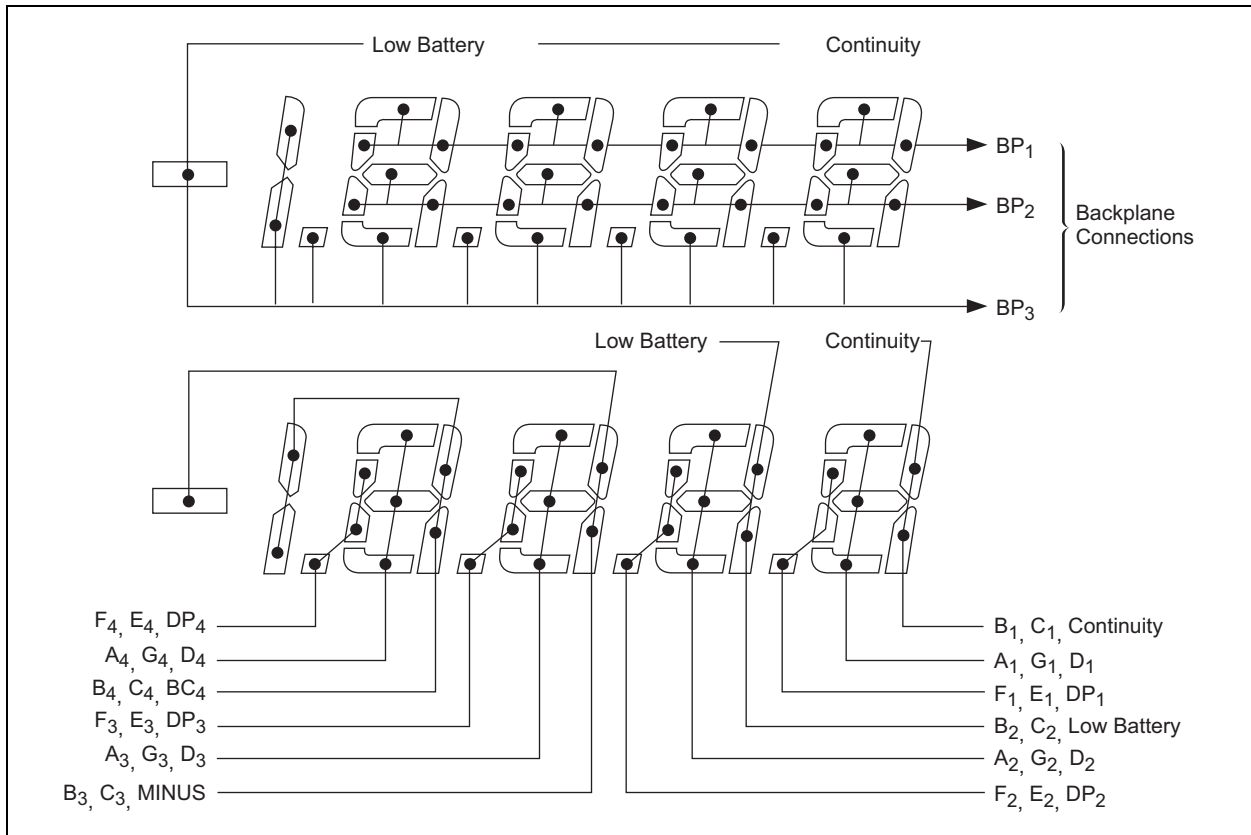 Low Battery Continuity
BP₁
BP₂
Backplane
Connections
BP₃
Low Battery Continuity
F₄, E₄, DP₄
A₄, G₄, D₄
B₄, C₄, BC₄
F₃, E₃, DP₃
A₃, G₃, D₃
B₃, C₃, MINUS
B₁, C₁, Continuity
A₁, G₁, D₁
F₁, E₁, DP₁
B₂, C₂, Low Battery
A₂, G₂, D₂
F₂, E₂, DP₂